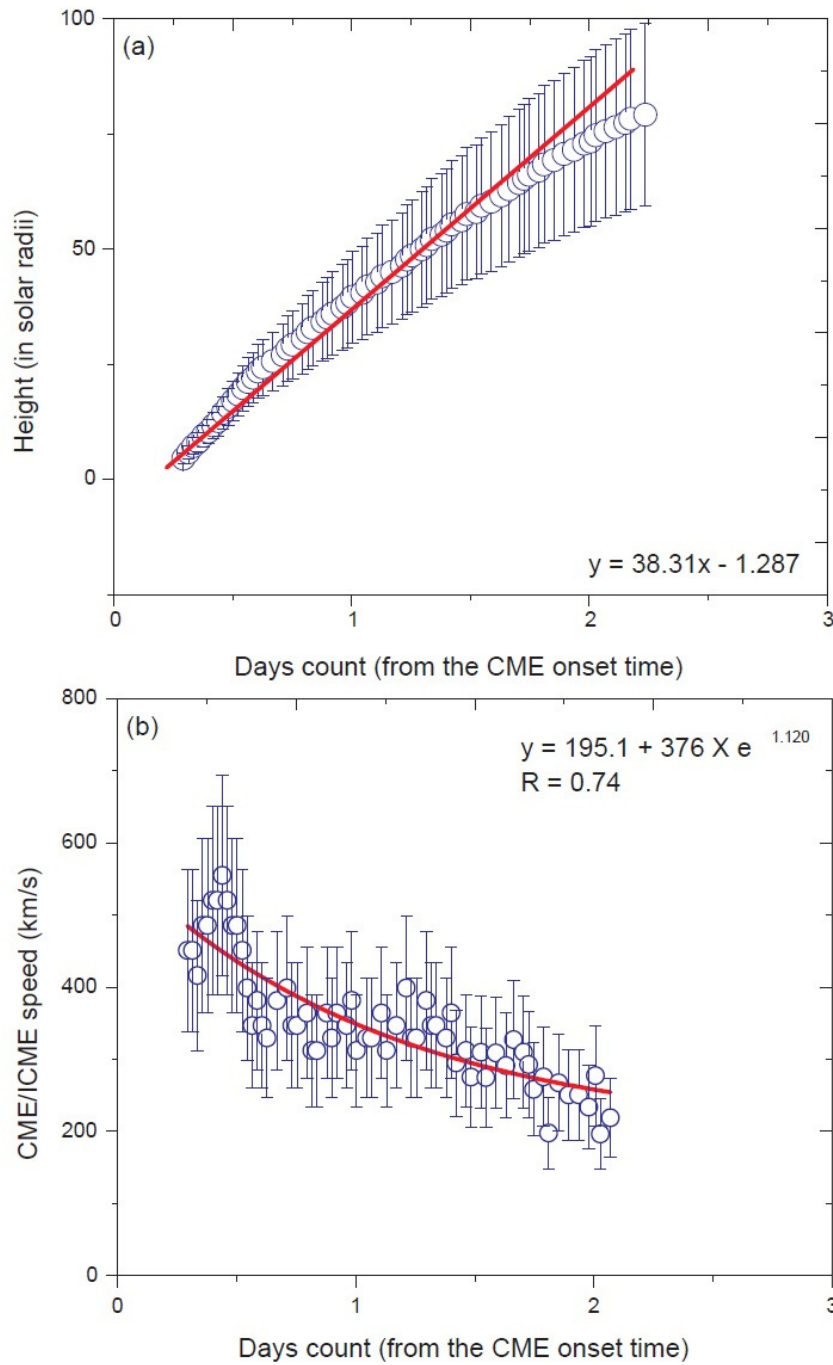 100
(a)
50
Height (in solar radii)
0
y = 38.31x - 1.287
0 1 2 3
Days count (from the CME onset time)
800
(b)
y = 195.1 + 376 X e 1.120
R = 0.74
600
CME/ICME speed (km/s)
400
200
0
0 1 2 3
Days count (from the CME onset time)